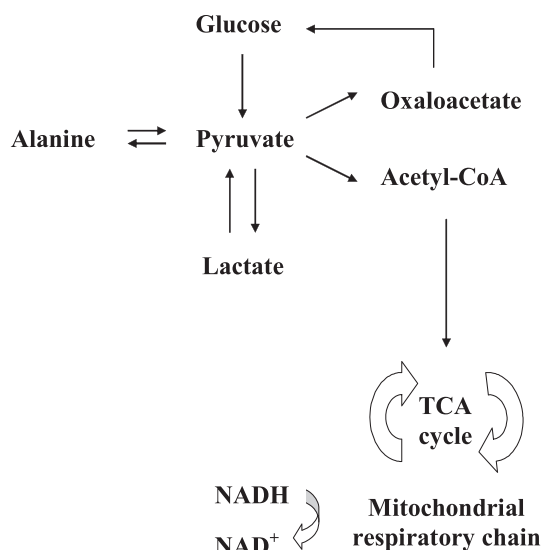 Glucose
Oxaloacetate
Alanine
Pyruvate
Acetyl-CoA
Lactate
TCA
cycle
NADH
Mitochondrial
NAD⁺
respiratory chain